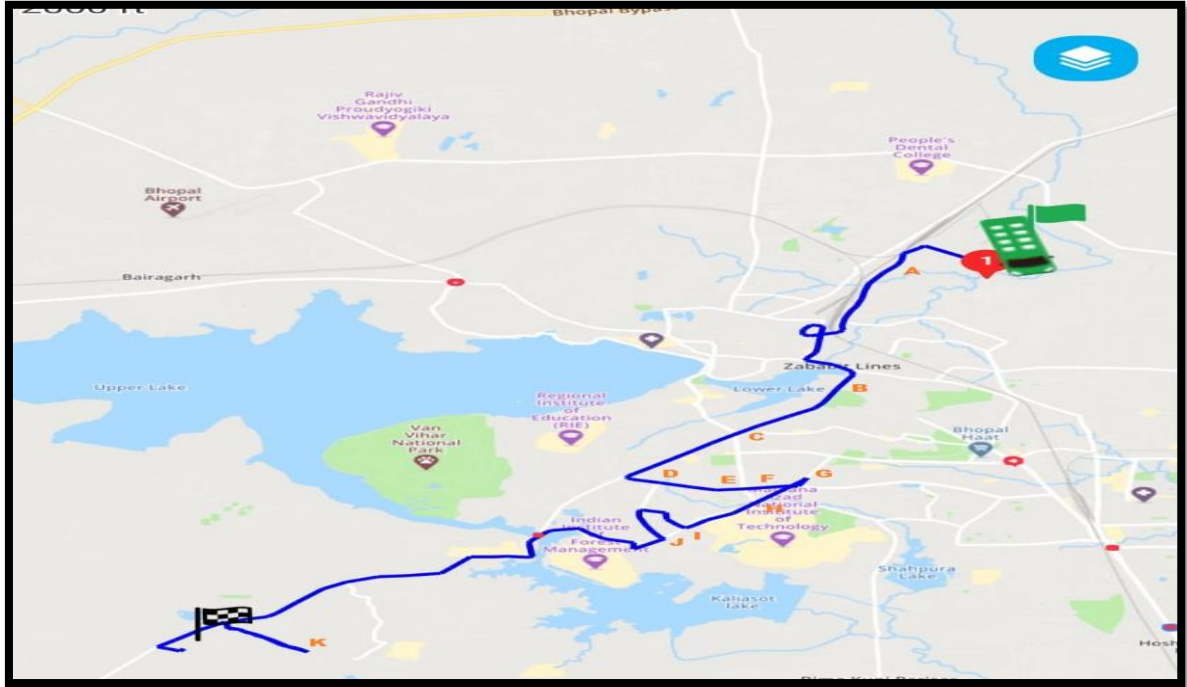 Bhopal Bypass
Rajiv
Gandhi
Proudyogiki
Vishwavidyalaya
People's
Dental
College
Bhopal
Airport
1
A
Bairagarh
Zababit Lines
Upper Lake
Lower Lake
B
Regional
Institute
of
Education
(RIE)
Van
Vihar
National
Park
Bhopal
Haat
C
D
E
F
G
H
National
Institute
of
Technology
Indian
Institute
Forest
Management
I
J
Shahpura
Lake
Kaliasot
lake
K